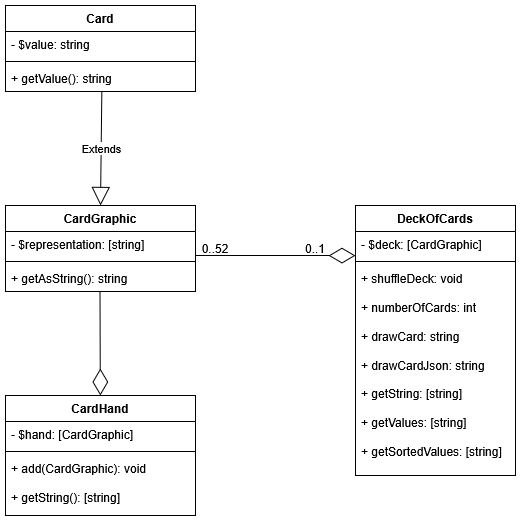 Card
- $value: string
+ getValue(): string
Extends
CardGraphic
- $representation: [string]
+ getAsString(): string
0..52
0..1
DeckOfCards
- $deck: [CardGraphic]
+ shuffleDeck: void
+ numberOfCards: int
+ drawCard: string
+ drawCardJson: string
+ getString: [string]
+ getValues: [string]
+ getSortedValues: [string]
CardHand
- $hand: [CardGraphic]
+ add(CardGraphic): void
+ getString(): [string]